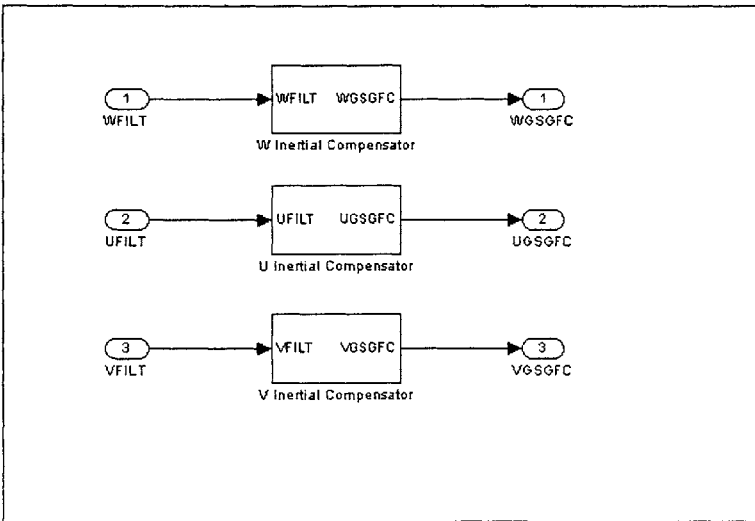 1 WFILT WGSGFC 1
WFILT WGSGFC
W Inertial Compensator
2 UFILT UGSGFC 2
UFILT UGSGFC
U Inertial Compensator
3 VFILT VGSGFC 3
VFILT VGSGFC
V Inertial Compensator